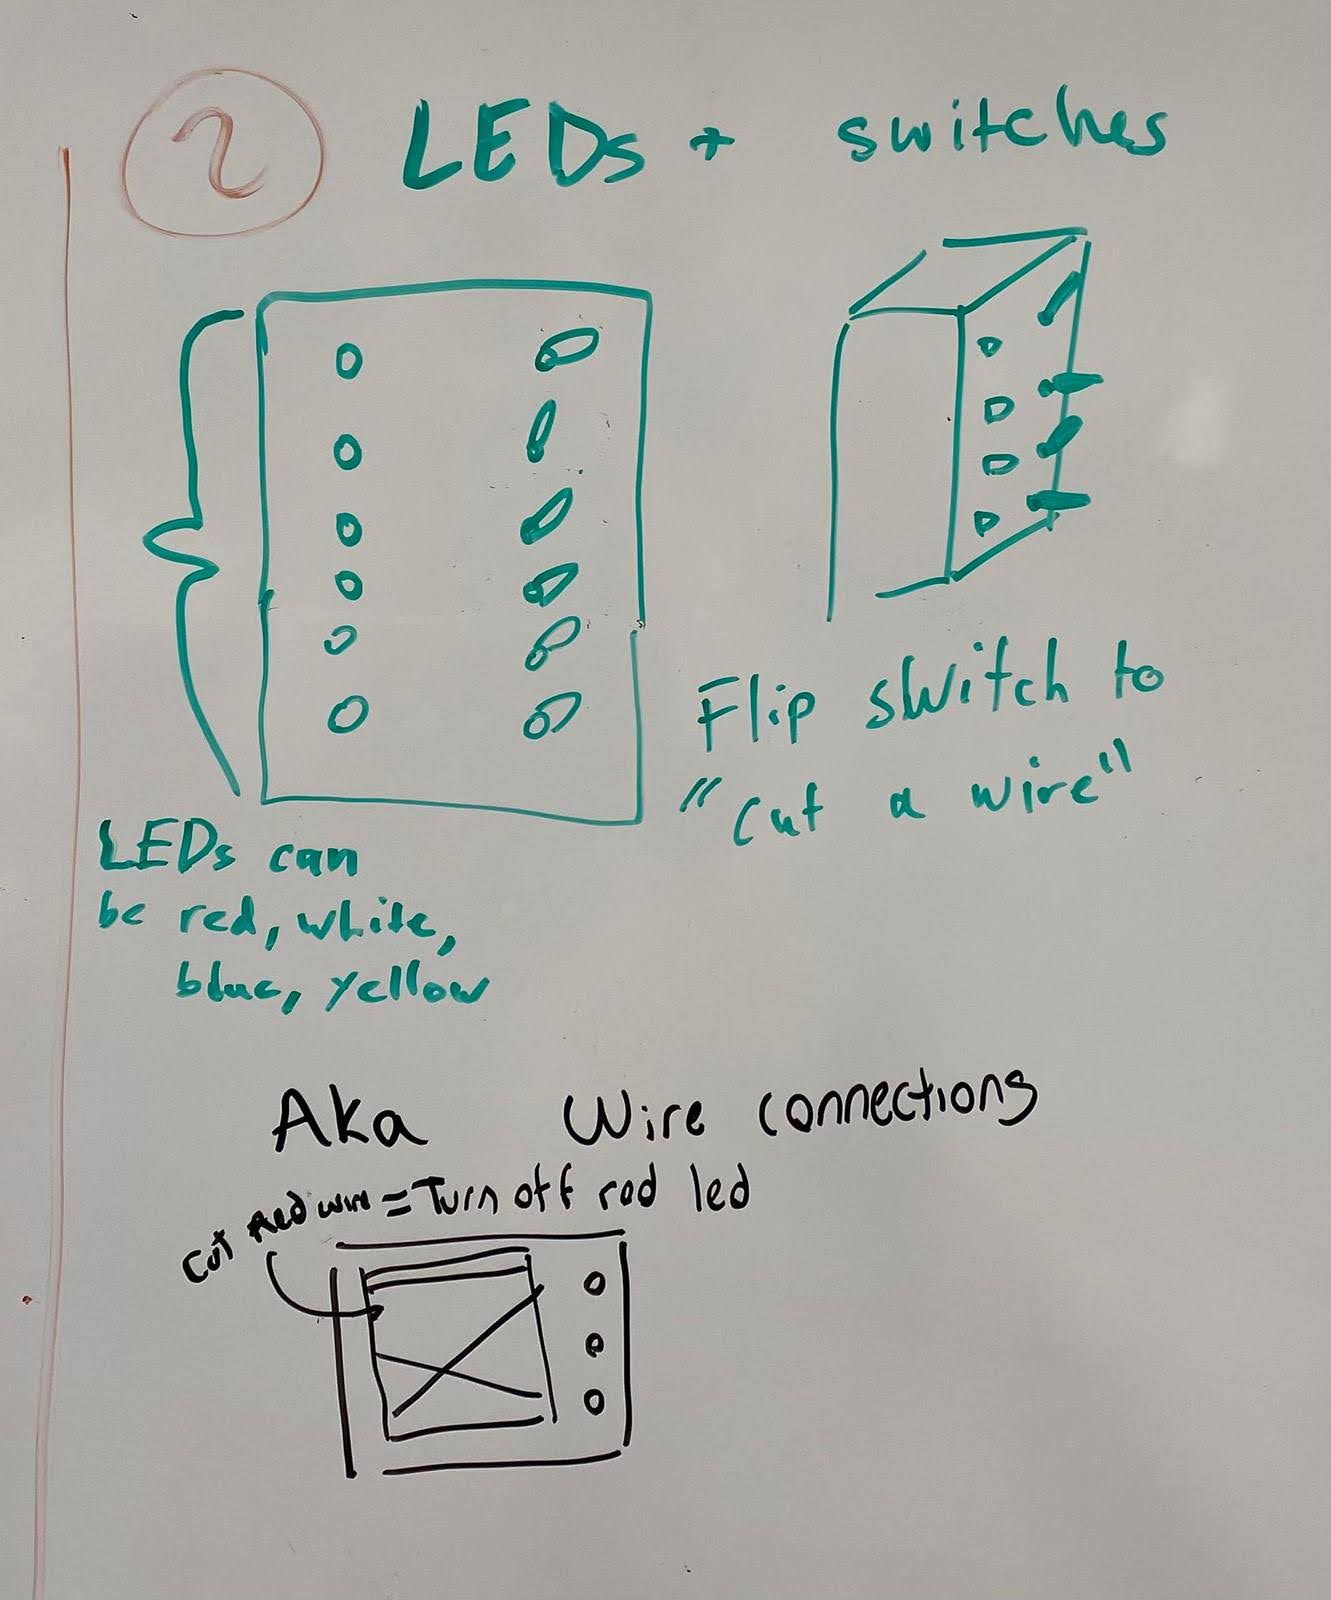 2
LEDs + switches
Flip switch to
"cut a wire"
LEDs can
be red, white,
blue, yellow
Aka Wire connections
Cut Red wire = Turn off red led